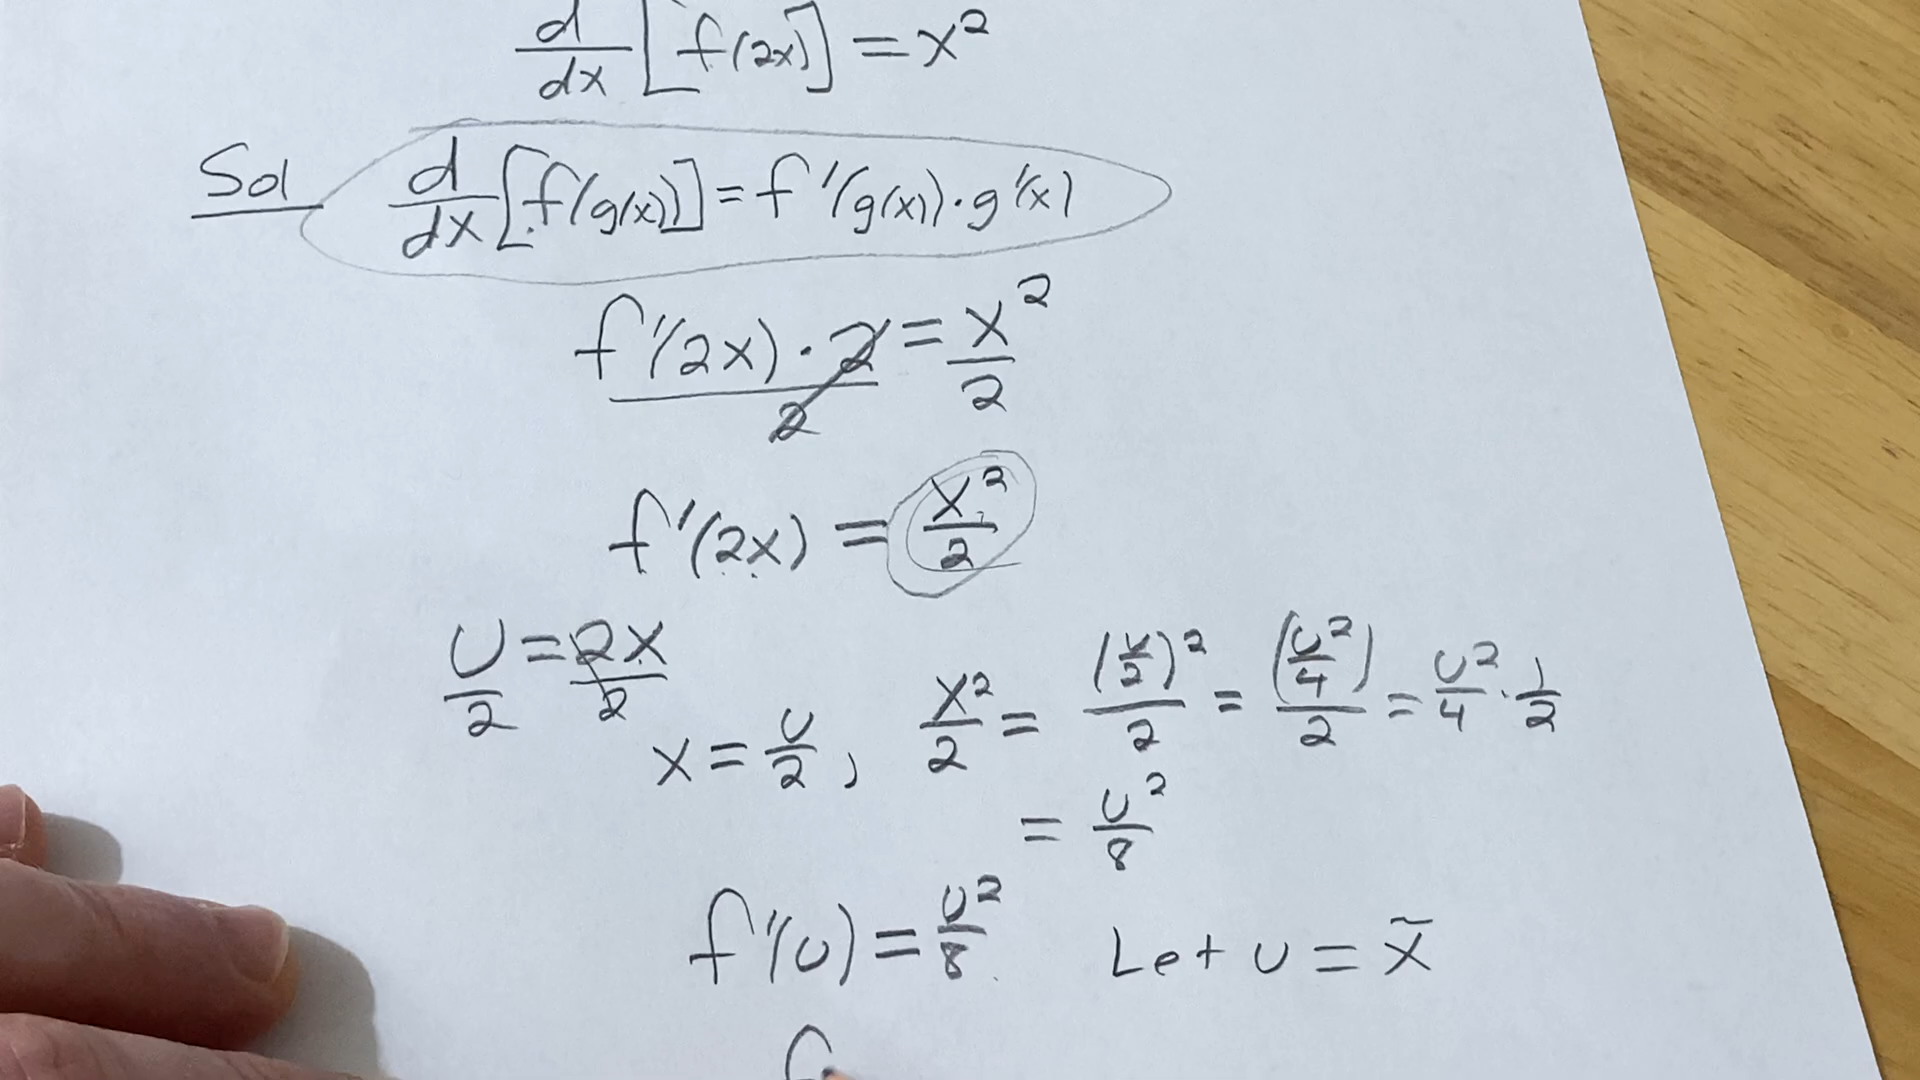 d/dx [f(2x)] = x²
Sol d/dx [f(g(x))] = f'(g(x)) · g'(x)
f'(2x) · 2 / 2 = x² / 2
f'(2x) = x²/2
U/2 = 2x/2
x = U/2 , x²/2 = (U/2)²/2 = (U²/4)/2 = U²/4 · 1/2
= U²/8
f'(U) = U²/8 Let U = x̃